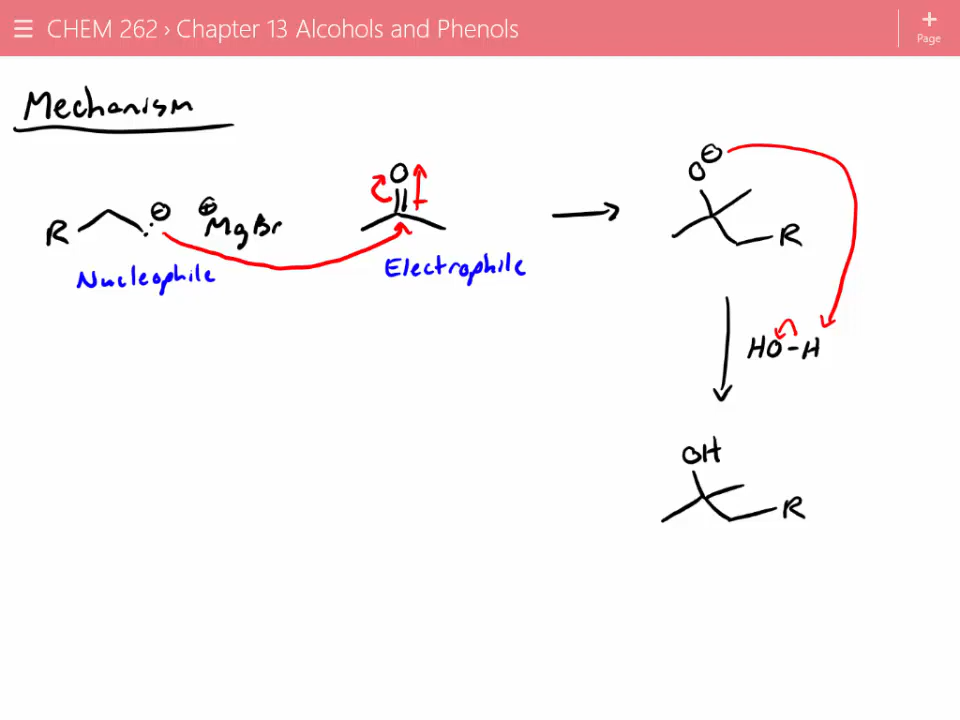 ☰ CHEM 262 › Chapter 13 Alcohols and Phenols
+ Page
Mechanism
R ⊖ ⊕ MgBr O
Nucleophile Electrophile
O ⊖
R
HO-H
OH
R